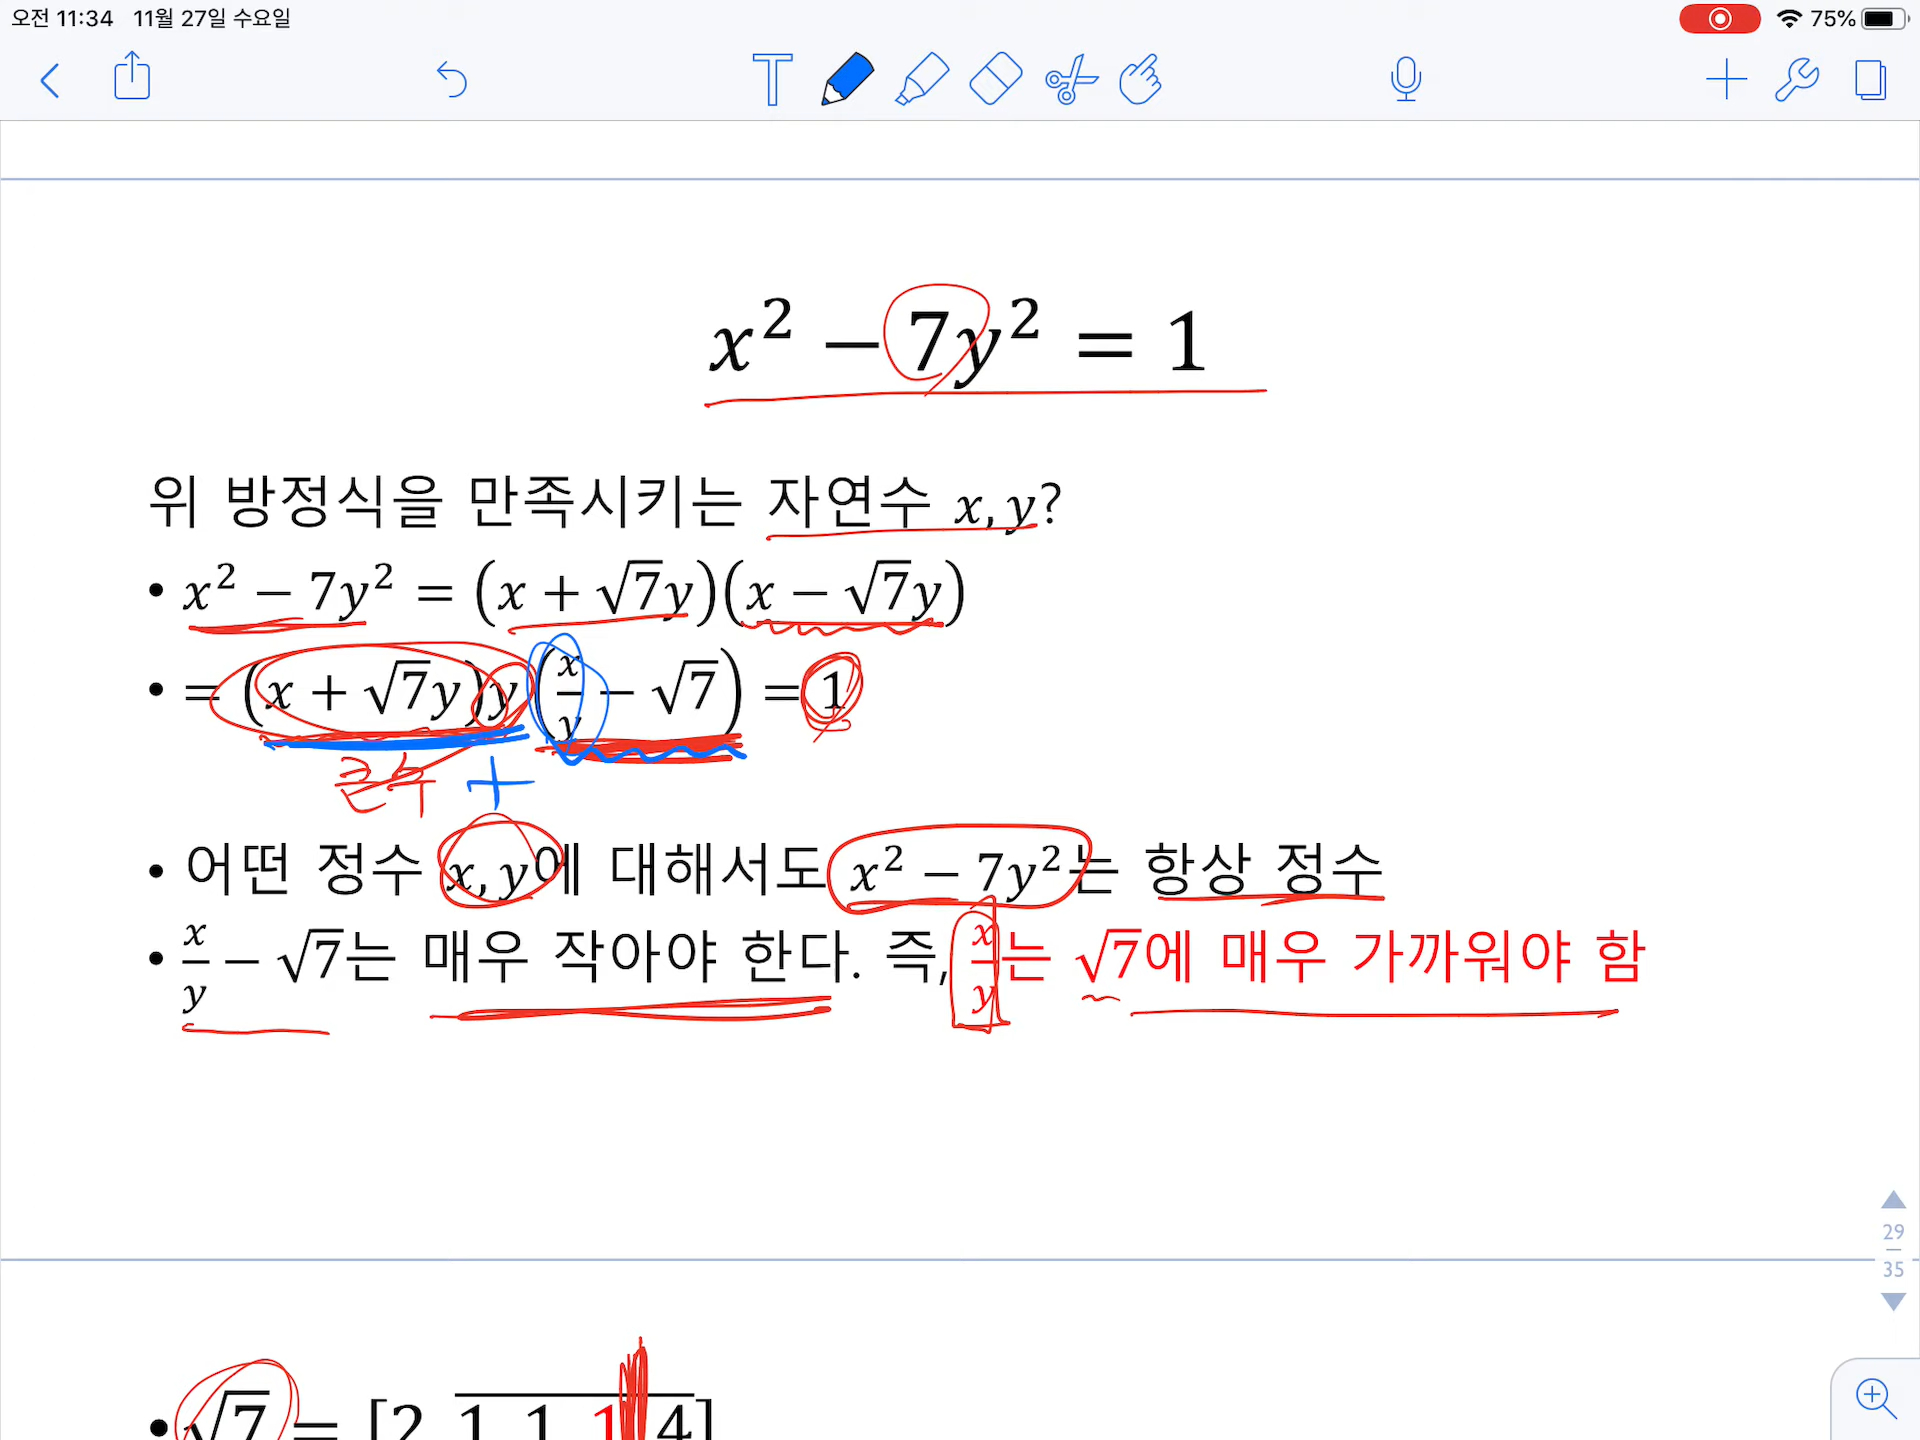 오전 11:34 11월 27일 수요일 75%
x² − 7y² = 1
위 방정식을 만족시키는 자연수 x, y?
• x² − 7y² = (x + √7y)(x − √7y)
• = (x + √7y)y(x/y − √7) = 1
큰수 +
• 어떤 정수 x, y에 대해서도 x² − 7y²는 항상 정수
• x/y − √7는 매우 작아야 한다. 즉, x/y는 √7에 매우 가까워야 함
29
35
• √7 = [2 1 1 1 4]